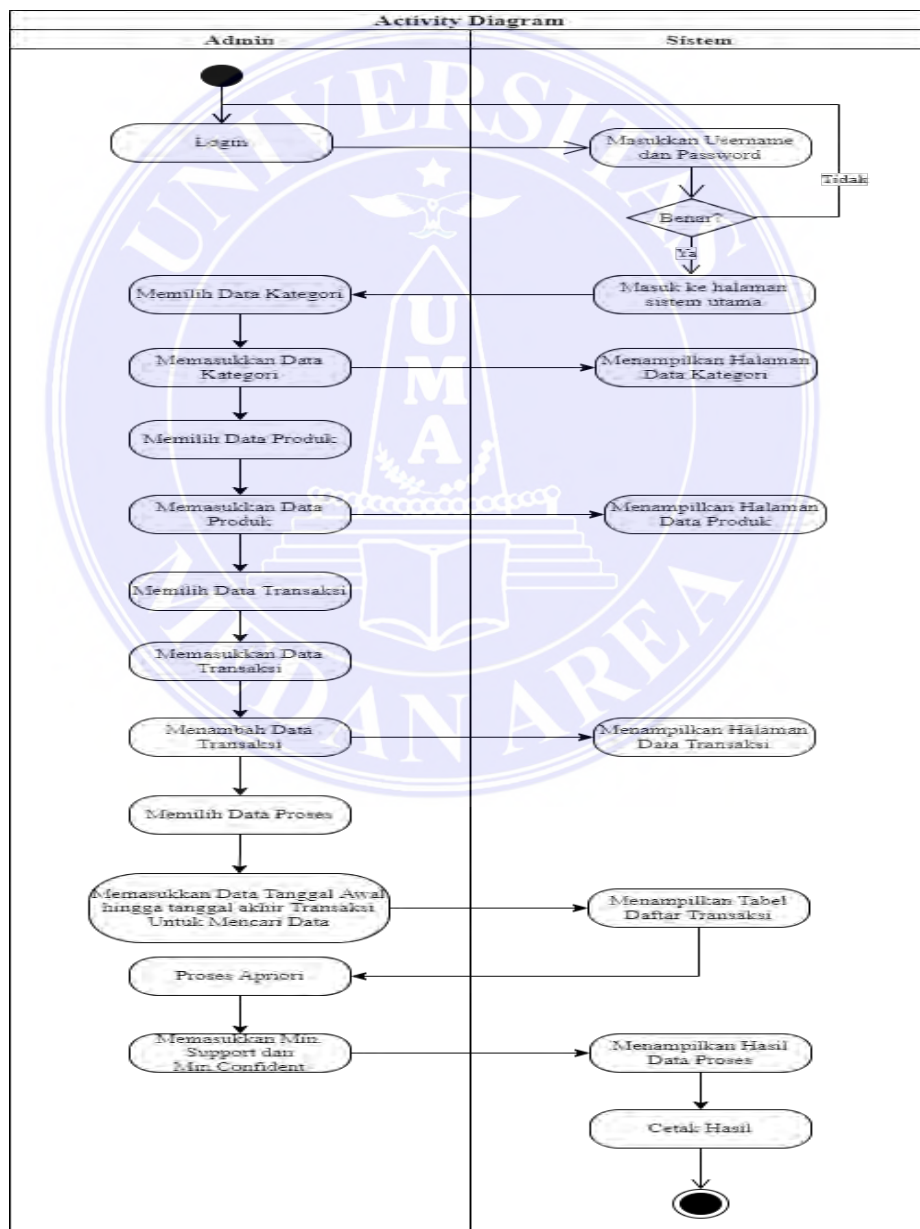 Activity Diagram
Admin
Sistem
Login
Masukkan Username
dan Password
Tidak
Benar?
Ya
Memilih Data Kategori
Masuk ke halaman
sistem utama
Memasukkan Data
Kategori
Menampilkan Halaman
Data Kategori
Memilih Data Produk
Memasukkan Data
Produk
Menampilkan Halaman
Data Produk
Memilih Data Transaksi
Memasukkan Data
Transaksi
Menambah Data
Transaksi
Menampilkan Halaman
Data Transaksi
Memilih Data Proses
Memasukkan Data Tanggal Awal
hingga tanggal akhir Transaksi
Untuk Mencari Data
Menampilkan Tabel
Daftar Transaksi
Proses Apriori
Memasukkan Min.
Support dan
Min.Confident
Menampilkan Hasil
Data Proses
Cetak Hasil
UNIVERSITAS
MEDAN AREA
UMA